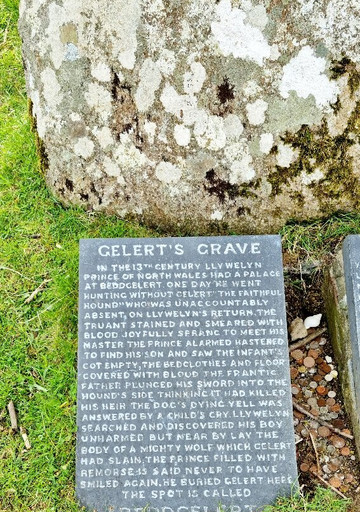 GELERT'S GRAVE
IN THE 13TH CENTURY LLYWELYN
PRINCE OF NORTH WALES HAD A PALACE
AT BEDDGELERT. ONE DAY HE WENT
HUNTING WITHOUT GELERT "THE FAITHFUL
HOUND" WHO WAS UNACCOUNTABLY
ABSENT. ON LLYWELYN'S RETURN, THE
TRUANT STAINED AND SMEARED WITH
BLOOD JOYFULLY SPRANG TO MEET HIS
MASTER THE PRINCE ALARMED HASTENED
TO FIND HIS SON AND SAW THE INFANT'S
COT EMPTY, THE BEDCLOTHES AND FLOOR
COVERED WITH BLOOD THE FRANTIC
FATHER PLUNGED HIS SWORD INTO THE
HOUND'S SIDE THINKING IT HAD KILLED
HIS HEIR THE DOG'S DYING YELL WAS
ANSWERED BY A CHILD'S CRY. LLYWELYN
SEARCHED AND DISCOVERED HIS BOY
UNHARMED BUT NEAR BY LAY THE
BODY OF A MIGHTY WOLF WHICH GELERT
HAD SLAIN, THE PRINCE FILLED WITH
REMORSE IS SAID NEVER TO HAVE
SMILED AGAIN, HE BURIED GELERT HERE
THE SPOT IS CALLED
BEDDGELERT